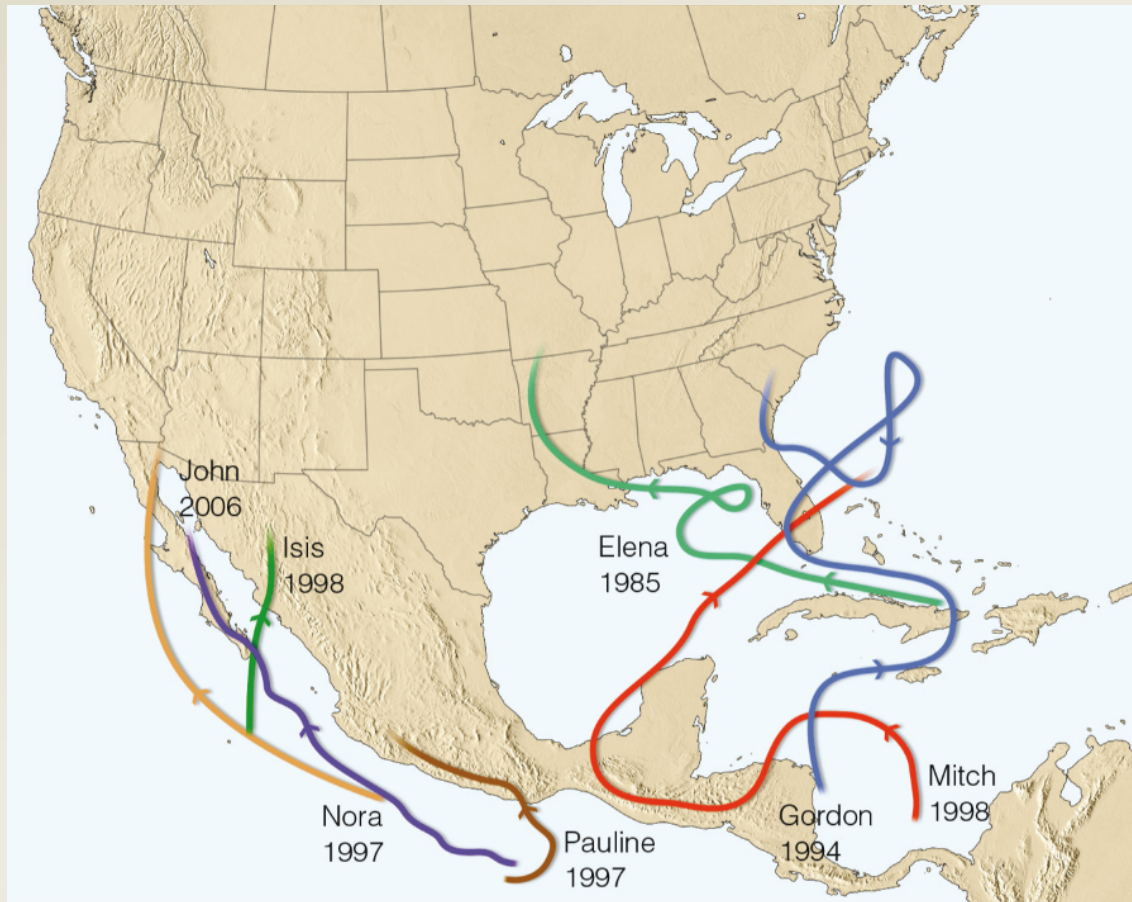 John
2006
Isis
1998
Elena
1985
Nora
1997
Pauline
1997
Gordon
1994
Mitch
1998